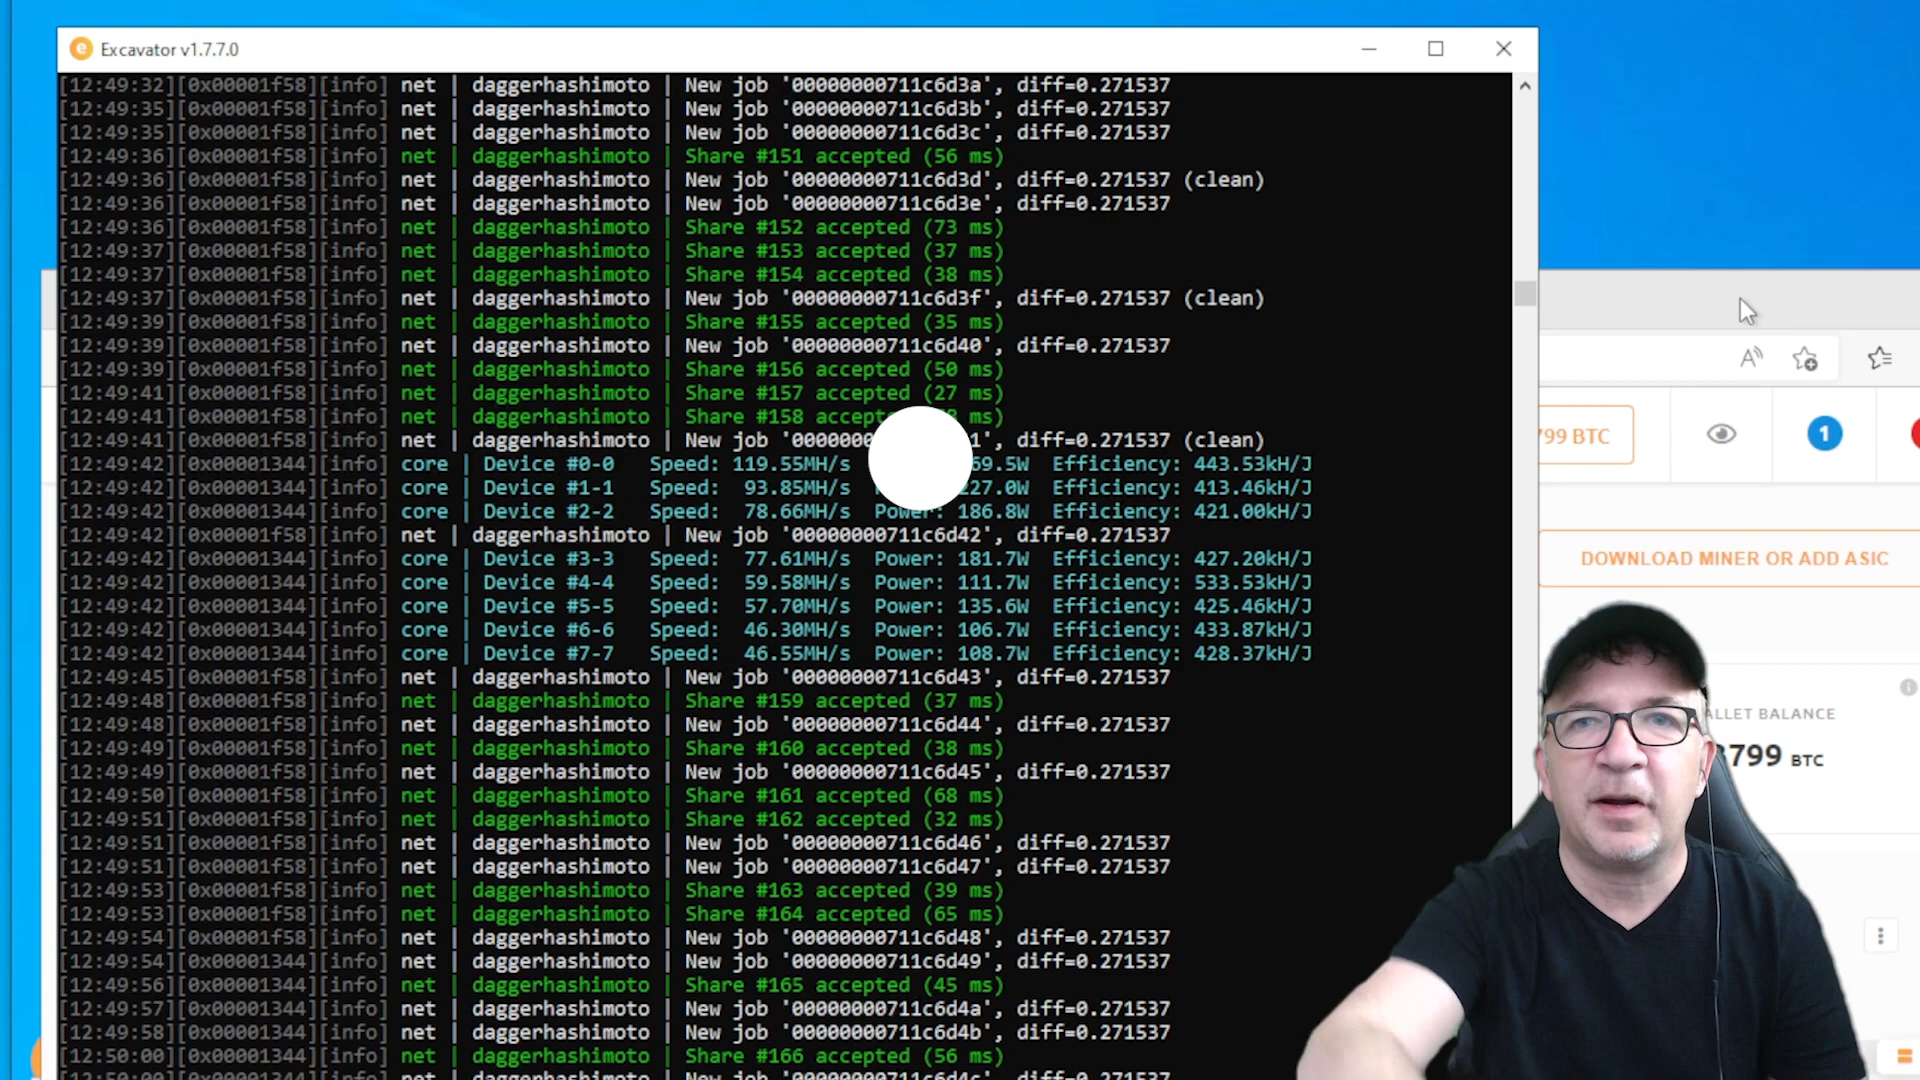 Excavator v1.7.7.0
[12:49:32][0x00001f58][info] net | daggerhashimoto | New job '00000000711c6d3a', diff=0.271537
[12:49:35][0x00001f58][info] net | daggerhashimoto | New job '00000000711c6d3b', diff=0.271537
[12:49:35][0x00001f58][info] net | daggerhashimoto | New job '00000000711c6d3c', diff=0.271537
[12:49:36][0x00001f58][info] net | daggerhashimoto | Share #151 accepted (56 ms)
[12:49:36][0x00001f58][info] net | daggerhashimoto | New job '00000000711c6d3d', diff=0.271537 (clean)
[12:49:36][0x00001f58][info] net | daggerhashimoto | New job '00000000711c6d3e', diff=0.271537
[12:49:36][0x00001f58][info] net | daggerhashimoto | Share #152 accepted (73 ms)
[12:49:37][0x00001f58][info] net | daggerhashimoto | Share #153 accepted (37 ms)
[12:49:37][0x00001f58][info] net | daggerhashimoto | Share #154 accepted (38 ms)
[12:49:37][0x00001f58][info] net | daggerhashimoto | New job '00000000711c6d3f', diff=0.271537 (clean)
[12:49:39][0x00001f58][info] net | daggerhashimoto | Share #155 accepted (35 ms)
[12:49:39][0x00001f58][info] net | daggerhashimoto | New job '00000000711c6d40', diff=0.271537
[12:49:39][0x00001f58][info] net | daggerhashimoto | Share #156 accepted (50 ms)
[12:49:41][0x00001f58][info] net | daggerhashimoto | Share #157 accepted (27 ms)
[12:49:41][0x00001f58][info] net | daggerhashimoto | Share #158 ms)
[12:49:41][0x00001f58][info] net | daggerhashimoto | New job diff=0.271537 (clean)
[12:49:42][0x00001344][info] core | Device #0-0 Speed: 119.55MH/s Efficiency: 443.53kH/J
[12:49:42][0x00001344][info] core | Device #1-1 Speed: 93.85MH/s 227.0W Efficiency: 413.46kH/J
[12:49:42][0x00001344][info] core | Device #2-2 Speed: 78.66MH/s Power: 186.8W Efficiency: 421.00kH/J
[12:49:42][0x00001f58][info] net | daggerhashimoto | New job '00000000711c6d42', diff=0.271537
[12:49:42][0x00001344][info] core | Device #3-3 Speed: 77.61MH/s Power: 181.7W Efficiency: 427.20kH/J
[12:49:42][0x00001344][info] core | Device #4-4 Speed: 59.58MH/s Power: 111.7W Efficiency: 533.53kH/J
[12:49:42][0x00001344][info] core | Device #5-5 Speed: 57.70MH/s Power: 135.6W Efficiency: 425.46kH/J
[12:49:42][0x00001344][info] core | Device #6-6 Speed: 46.30MH/s Power: 106.7W Efficiency: 433.87kH/J
[12:49:42][0x00001344][info] core | Device #7-7 Speed: 46.55MH/s Power: 108.7W Efficiency: 428.37kH/J
[12:49:45][0x00001f58][info] net | daggerhashimoto | New job '00000000711c6d43', diff=0.271537
[12:49:48][0x00001f58][info] net | daggerhashimoto | Share #159 accepted (37 ms)
[12:49:48][0x00001f58][info] net | daggerhashimoto | New job '00000000711c6d44', diff=0.271537
[12:49:49][0x00001f58][info] net | daggerhashimoto | Share #160 accepted (38 ms)
[12:49:49][0x00001f58][info] net | daggerhashimoto | New job '00000000711c6d45', diff=0.271537
[12:49:50][0x00001f58][info] net | daggerhashimoto | Share #161 accepted (68 ms)
[12:49:51][0x00001f58][info] net | daggerhashimoto | Share #162 accepted (32 ms)
[12:49:51][0x00001f58][info] net | daggerhashimoto | New job '00000000711c6d46', diff=0.271537
[12:49:51][0x00001f58][info] net | daggerhashimoto | New job '00000000711c6d47', diff=0.271537
[12:49:53][0x00001f58][info] net | daggerhashimoto | Share #163 accepted (39 ms)
[12:49:53][0x00001f58][info] net | daggerhashimoto | Share #164 accepted (65 ms)
[12:49:54][0x00001f58][info] net | daggerhashimoto | New job '00000000711c6d48', diff=0.271537
[12:49:54][0x00001344][info] net | daggerhashimoto | New job '00000000711c6d49', diff=0.271537
[12:49:56][0x00001344][info] net | daggerhashimoto | Share #165 accepted (45 ms)
[12:49:57][0x00001344][info] net | daggerhashimoto | New job '00000000711c6d4a', diff=0.271537
[12:49:58][0x00001344][info] net | daggerhashimoto | New job '00000000711c6d4b', diff=0.271537
[12:50:00][0x00001344][info] net | daggerhashimoto | Share #166 accepted (56 ms)
799 BTC
1
DOWNLOAD MINER OR ADD ASIC
BALANCE
799 BTC